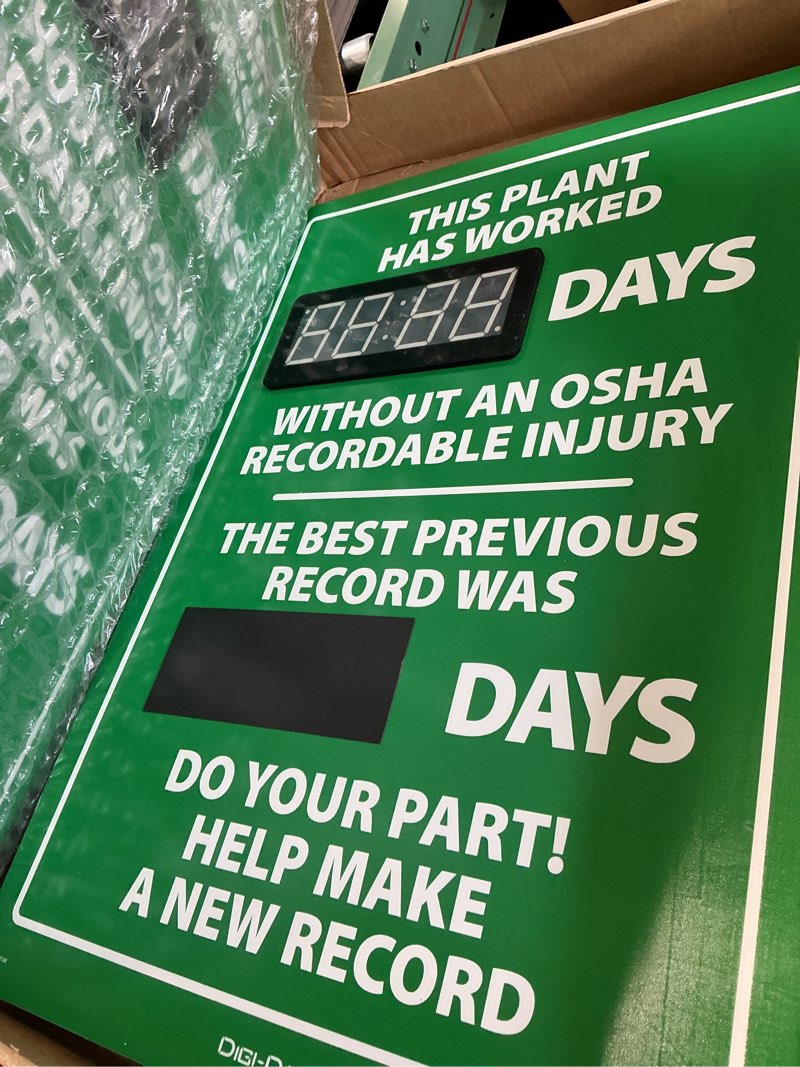 THIS PLANT
HAS WORKED
DAYS
WITHOUT AN OSHA
RECORDABLE INJURY
THE BEST PREVIOUS
RECORD WAS
DAYS
DO YOUR PART!
HELP MAKE
A NEW RECORD